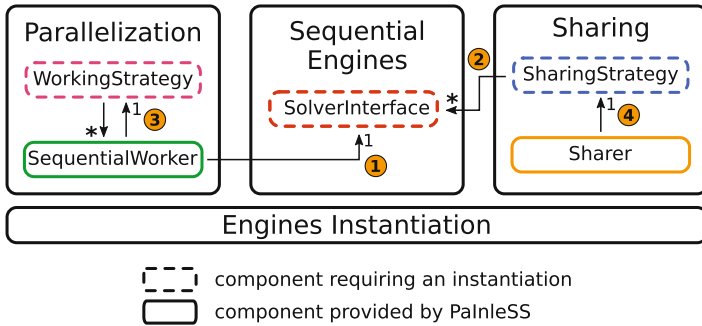 Parallelization
WorkingStrategy
1
3
*
SequentialWorker
Sequential
Engines
SolverInterface
*
1
1
Sharing
2
SharingStrategy
1
4
Sharer
Engines Instantiation
component requiring an instantiation
component provided by PaInleSS